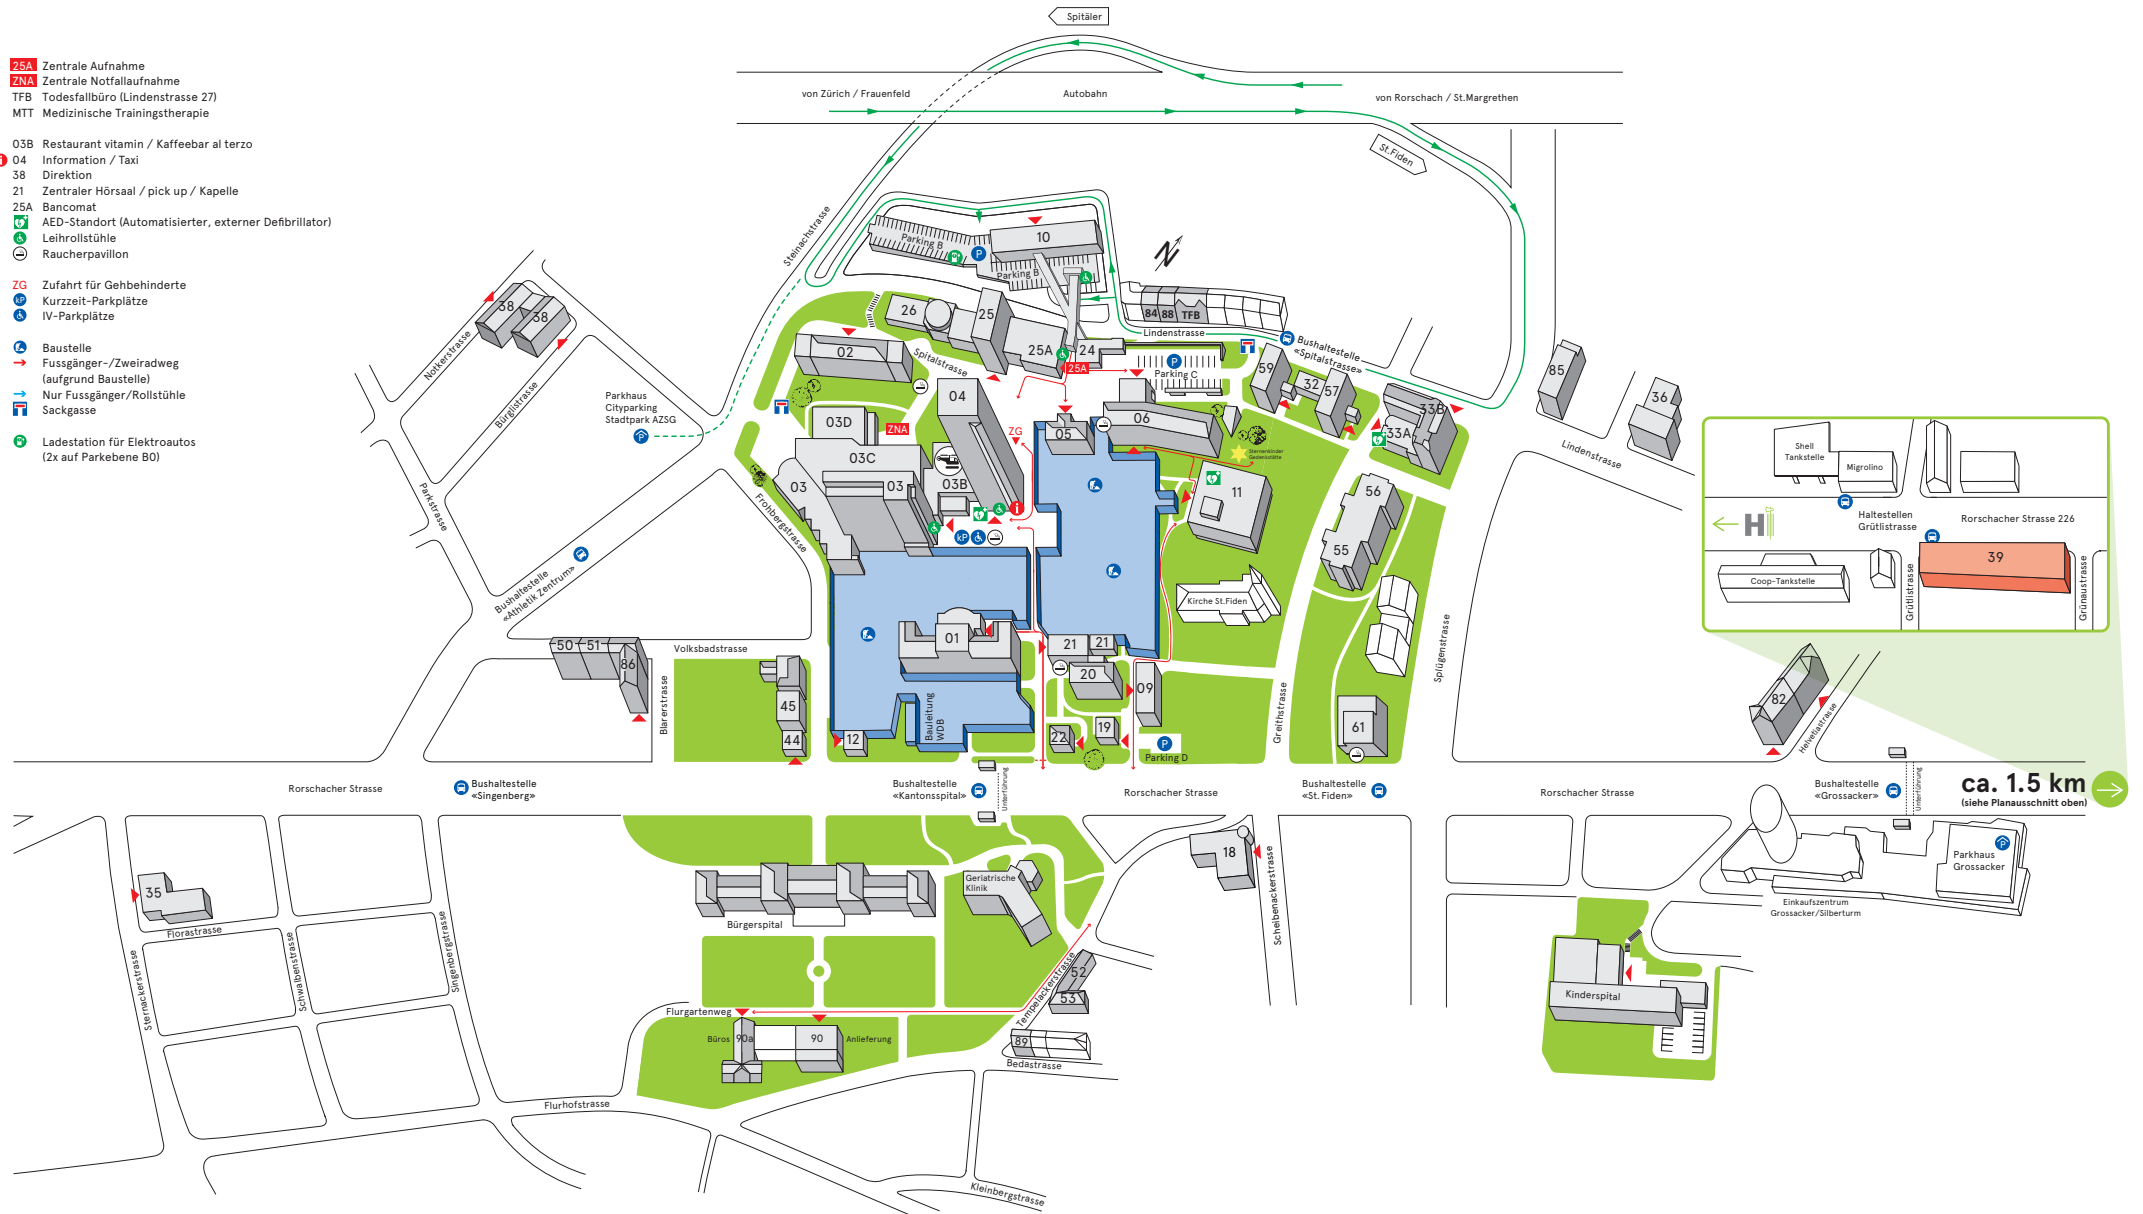 Spitäler
25A Zentrale Aufnahme
ZNA Zentrale Notfallaufnahme
TFB Todesfallbüro (Lindenstrasse 27)
MTT Medizinische Trainingstherapie
03B Restaurant vitamin / Kaffeebar al terzo
i 04 Information / Taxi
38 Direktion
21 Zentraler Hörsaal / pick up / Kapelle
25A Bancomat
AED-Standort (Automatisierter, externer Defibrillator)
Leihrollstühle
Raucherpavillon
ZG Zufahrt für Gehbehinderte
kP Kurzzeit-Parkplätze
IV-Parkplätze
Baustelle
Fussgänger-/Zweiradweg
(aufgrund Baustelle)
Nur Fussgänger/Rollstühle
Sackgasse
Ladestation für Elektroautos
(2x auf Parkebene B0)
von Zürich / Frauenfeld
Autobahn
von Rorschach / St.Margrethen
St.Fiden
Steinachstrasse
Parking B
P
10
Parking B
N
84 88 TFB
Lindenstrasse
Bushaltestelle
«Spitalstrasse»
26
25
25A
24
25A
02
Spitalstrasse
P
Parking C
59
32
57
33B
33A
85
36
Lindenstrasse
38
38
Notkerstrasse
Bürglistrasse
Parkstrasse
Parkhaus
Cityparking
Stadtpark AZSG
P
04
03D
ZNA
03C
03
03
03B
ZG
05
06
Sternenkinder
Gedenkstätte
11
56
55
i
kP
Frohbergstrasse
Bushaltestelle
«Athletik Zentrum»
Kirche St.Fiden
Shell
Tankstelle
Migrolino
Haltestellen
Grütlistrasse
Rorschacher Strasse 226
H
39
Coop-Tankstelle
Grütlistrasse
Grünaustrasse
50
51
86
Volksbadstrasse
Blarerstrasse
45
44
12
01
Bauleitung
WDB
21
21
20
09
22
19
P
Parking D
Greithstrasse
Splügenstrasse
61
82
Helvetiastrasse
Rorschacher Strasse
Bushaltestelle
«Singenberg»
Bushaltestelle
«Kantonsspital»
Unterführung
Rorschacher Strasse
Bushaltestelle
«St. Fiden»
Rorschacher Strasse
Bushaltestelle
«Grossacker»
Unterführung
ca. 1.5 km
(siehe Planausschnitt oben)
35
Florastrasse
Sternackerstrasse
Schwalbenstrasse
Singenbergstrasse
Bürgerspital
Geriatrische
Klinik
18
Scheibenackerstrasse
P
Parkhaus
Grossacker
Einkaufszentrum
Grossacker/Silberturm
Kinderspital
52
53
Tempelackerstrasse
Flurgartenweg
Büros
90a
90
Anlieferung
89
Bedastrasse
Flurhofstrasse
Kleinbergstrasse